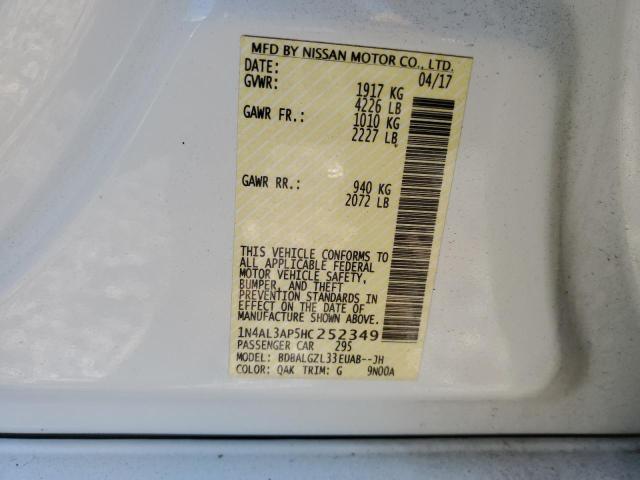 MFD BY NISSAN MOTOR CO., LTD.
DATE: 04/17
GVWR: 1917 KG
4226 LB
GAWR FR.: 1010 KG
2227 LB
GAWR RR.: 940 KG
2072 LB
THIS VEHICLE CONFORMS TO
ALL APPLICABLE FEDERAL
MOTOR VEHICLE SAFETY,
BUMPER, AND THEFT
PREVENTION STANDARDS IN
EFFECT ON THE DATE OF
MANUFACTURE SHOWN ABOVE.
1N4AL3AP5HC252349
PASSENGER CAR 295
MODEL: BDBALGZL33EUAB--JH
COLOR: QAK TRIM: G 9N00A